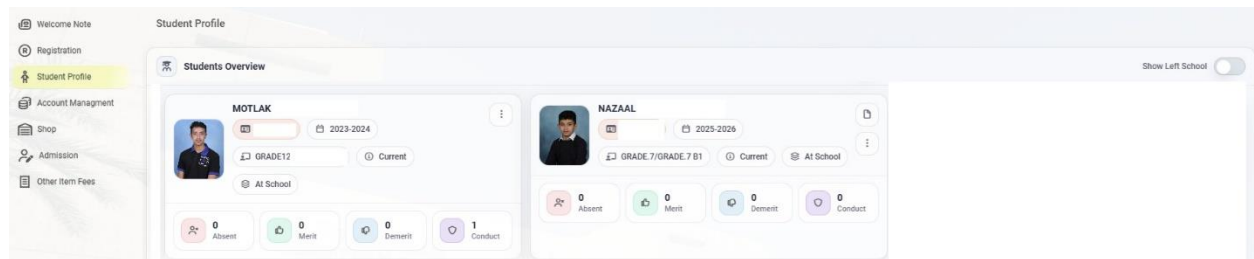 Welcome Note
Registration
Student Profile
Account Managment
Shop
Admission
Other Item Fees
Student Profile
Students Overview
Show Left School
MOTLAK
2023-2024
GRADE12
Current
At School
0 Absent
0 Merit
0 Demerit
1 Conduct
NAZAAL
2025-2026
GRADE.7/GRADE.7 B1
Current
At School
0 Absent
0 Merit
0 Demerit
0 Conduct